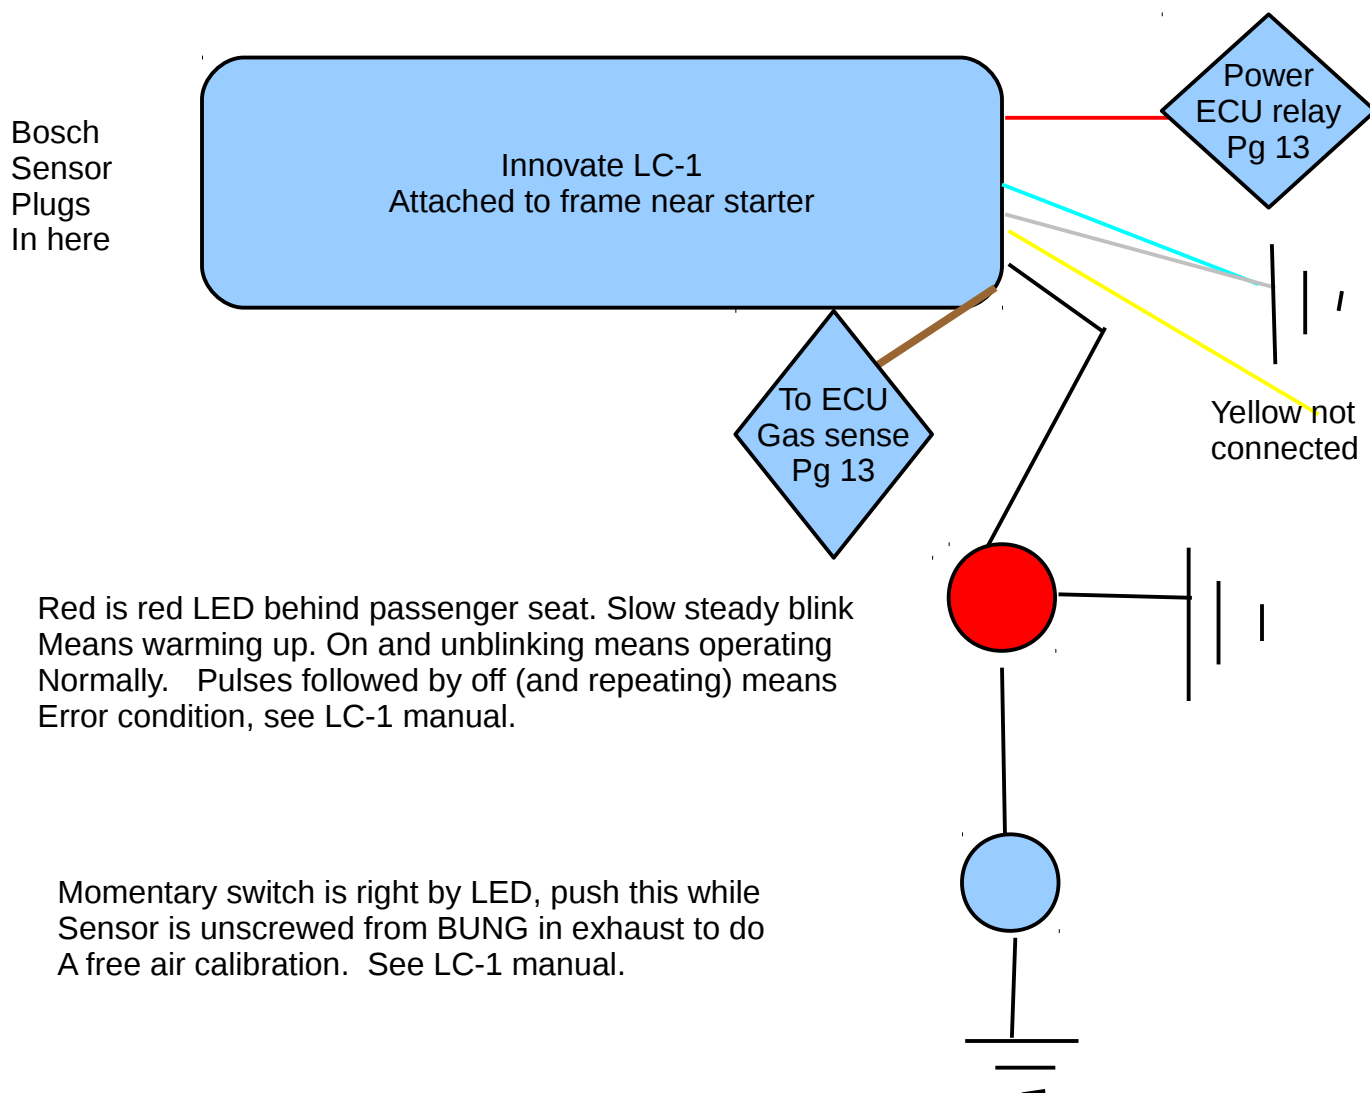 Power
ECU relay
Pg 13
Bosch
Sensor
Plugs
In here
Innovate LC-1
Attached to frame near starter
To ECU
Gas sense
Pg 13
Yellow not
connected
Red is red LED behind passenger seat. Slow steady blink
Means warming up. On and unblinking means operating
Normally.   Pulses followed by off (and repeating) means
Error condition, see LC-1 manual.
Momentary switch is right by LED, push this while
Sensor is unscrewed from BUNG in exhaust to do
A free air calibration.  See LC-1 manual.